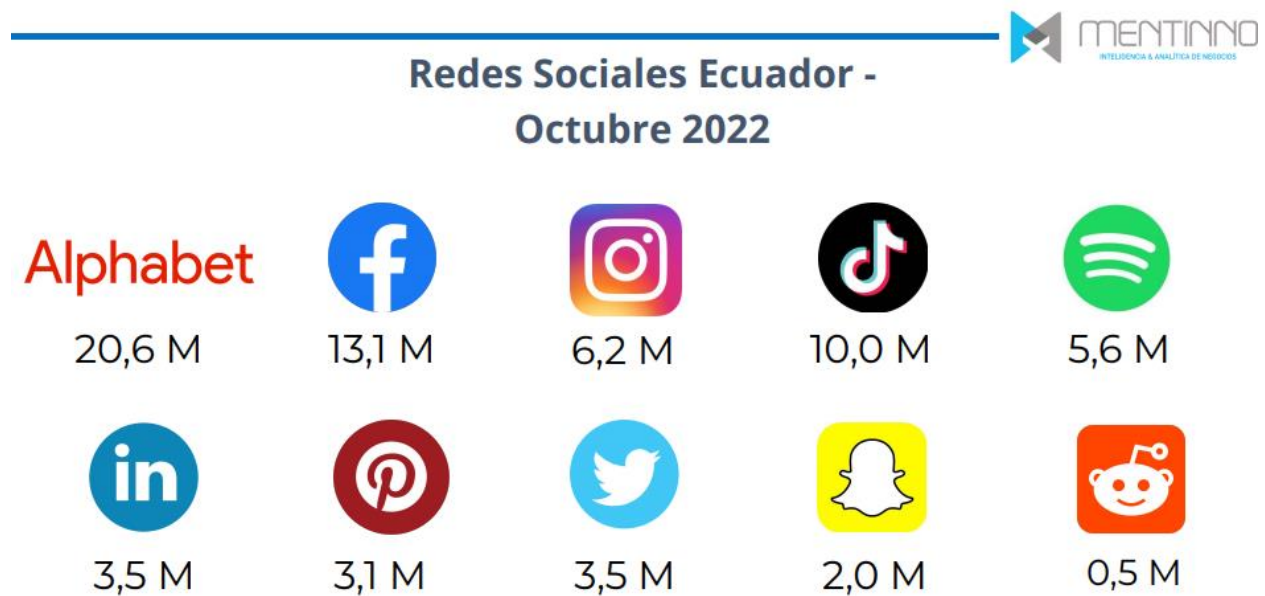 MENTINNO
INTELIGENCIA & ANALÍTICA DE NEGOCIOS
Redes Sociales Ecuador -
Octubre 2022
Alphabet
20,6 M
13,1 M
6,2 M
10,0 M
5,6 M
in
3,5 M
3,1 M
3,5 M
2,0 M
0,5 M